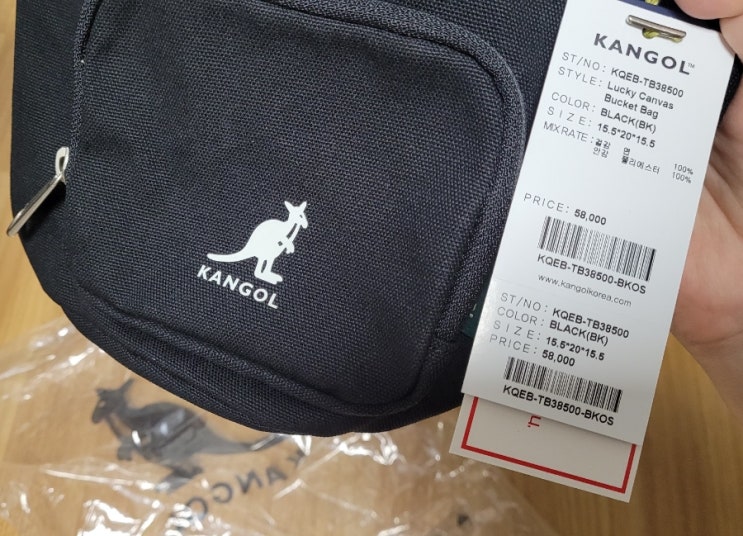 KANGOL
KANGOL™
ST/NO: KQEB-TB38500
STYLE: Lucky Canvas
Bucket Bag
COLOR: BLACK(BK)
SIZE: 15.5*20*15.5
MIXRATE: 겉감 면 100%
안감 폴리에스타 100%
PRICE: 58,000
KQEB-TB38500-BKOS
www.kangolkorea.com
ST/NO: KQEB-TB38500
COLOR: BLACK(BK)
SIZE: 15.5*20*15.5
PRICE: 58,000
KQEB-TB38500-BKOS
KANGOL